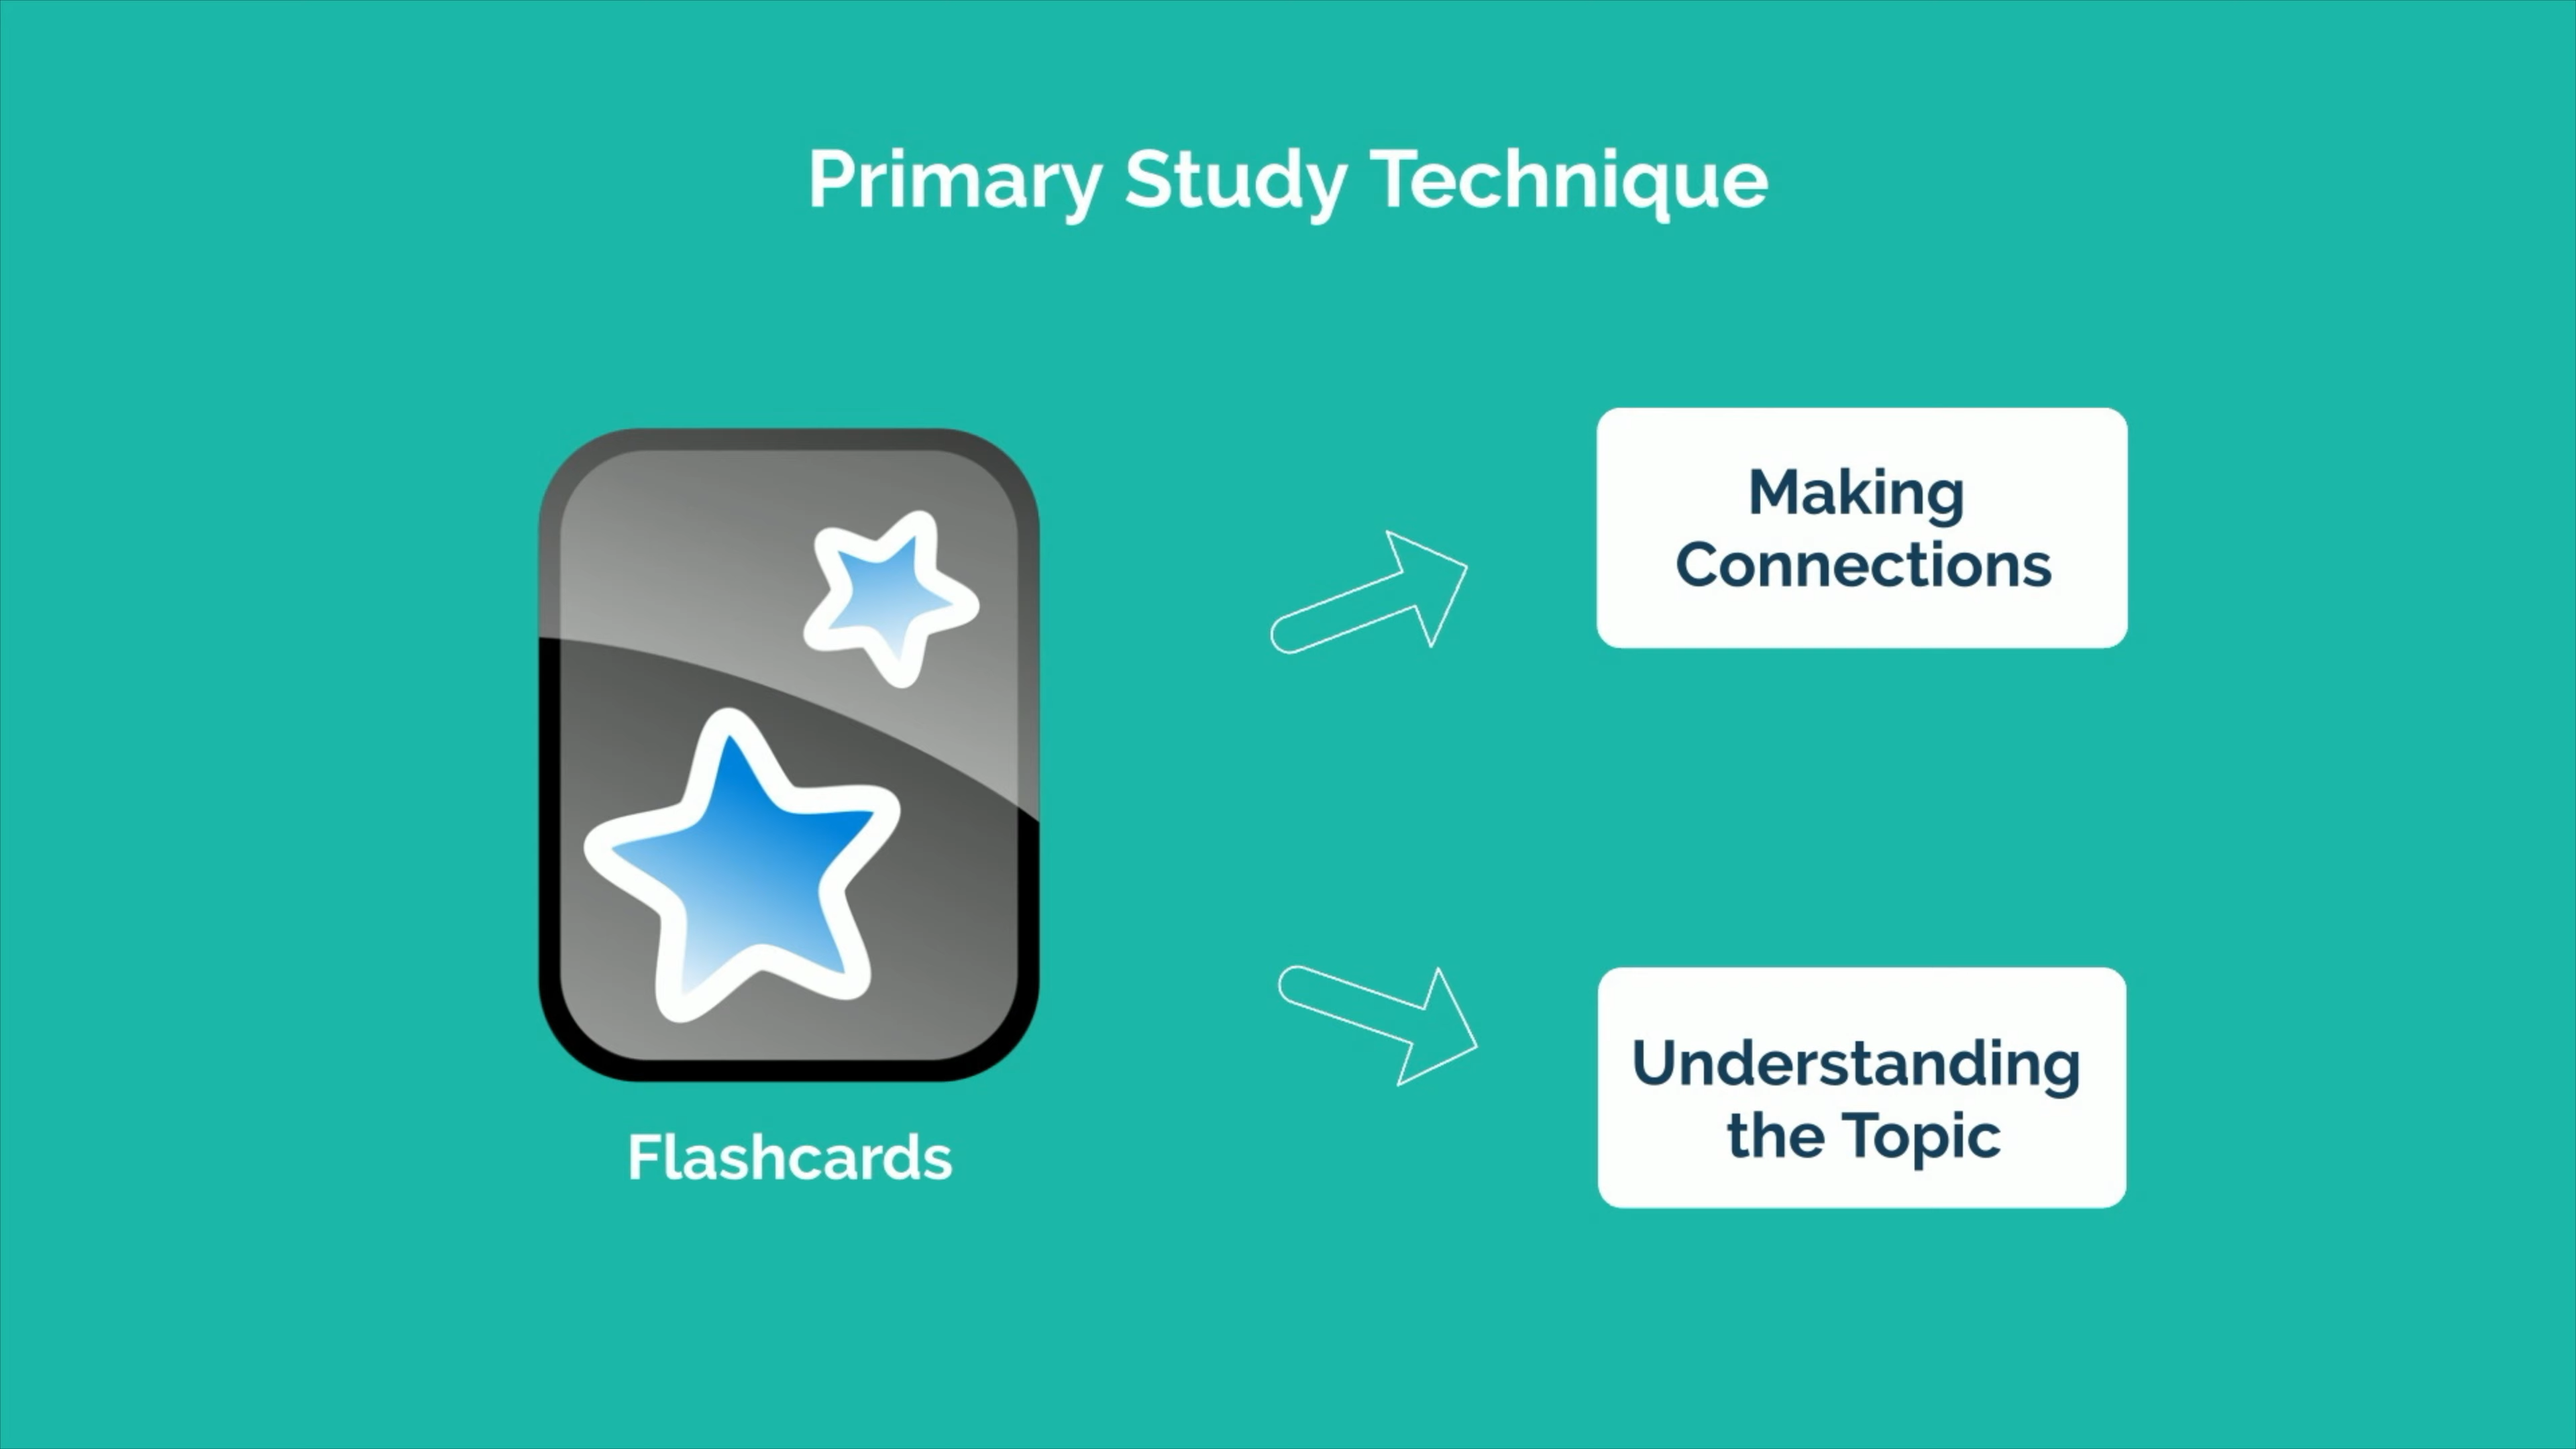 Primary Study Technique
Making
Connections
Understanding
the Topic
Flashcards